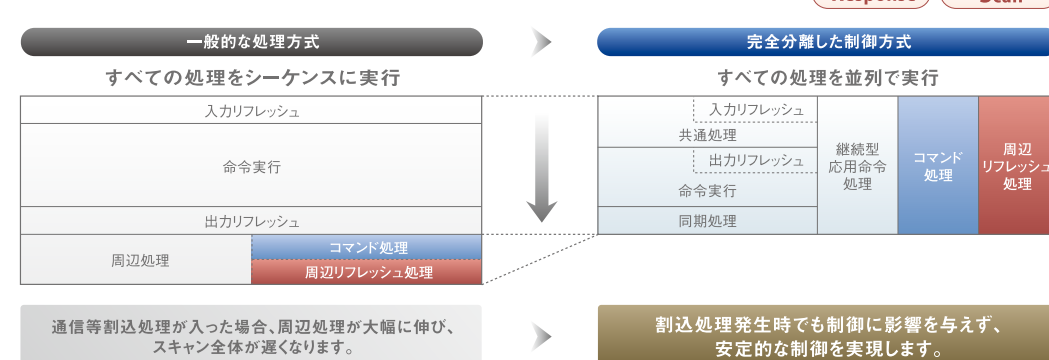 一般的な処理方式
すべての処理をシーケンスに実行
入力リフレッシュ
命令実行
出力リフレッシュ
周辺処理
コマンド処理
周辺リフレッシュ処理
通信等割込処理が入った場合、周辺処理が大幅に伸び、
スキャン全体が遅くなります。
完全分離した制御方式
すべての処理を並列で実行
入力リフレッシュ
共通処理
出力リフレッシュ
命令実行
同期処理
継続型
応用命令
処理
コマンド
処理
周辺
リフレッシュ
処理
割込処理発生時でも制御に影響を与えず、
安定的な制御を実現します。